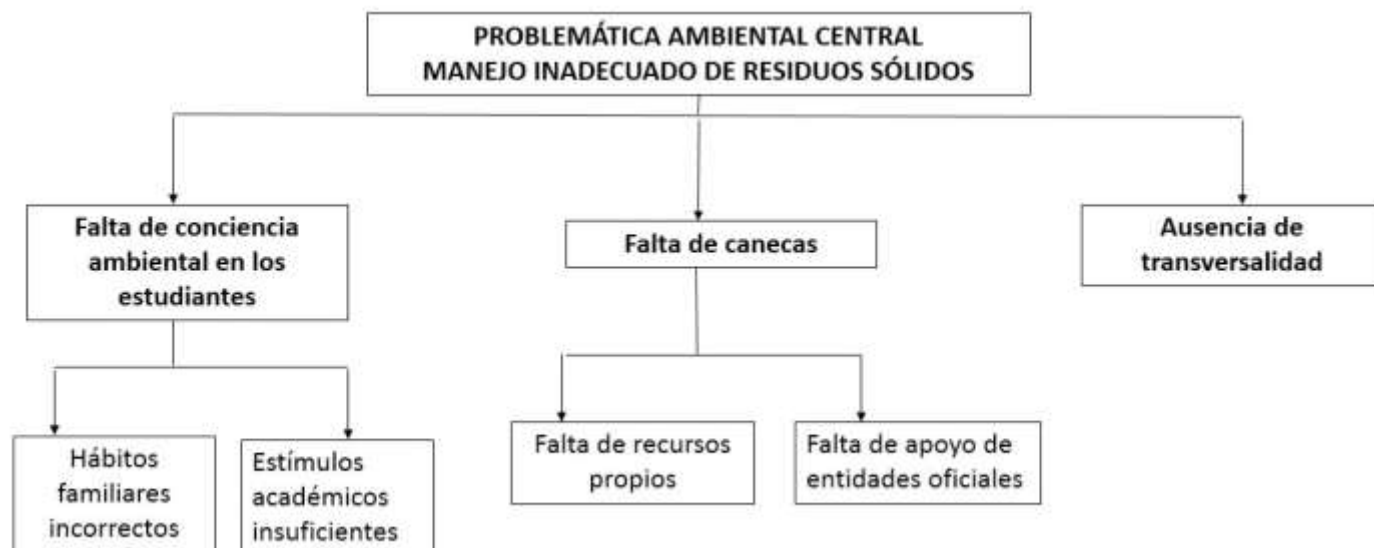 PROBLEMÁTICA AMBIENTAL CENTRAL
MANEJO INADECUADO DE RESIDUOS SÓLIDOS
Falta de conciencia
ambiental en los
estudiantes
Falta de canecas
Ausencia de
transversalidad
Hábitos
familiares
incorrectos
Estímulos
académicos
insuficientes
Falta de recursos
propios
Falta de apoyo de
entidades oficiales